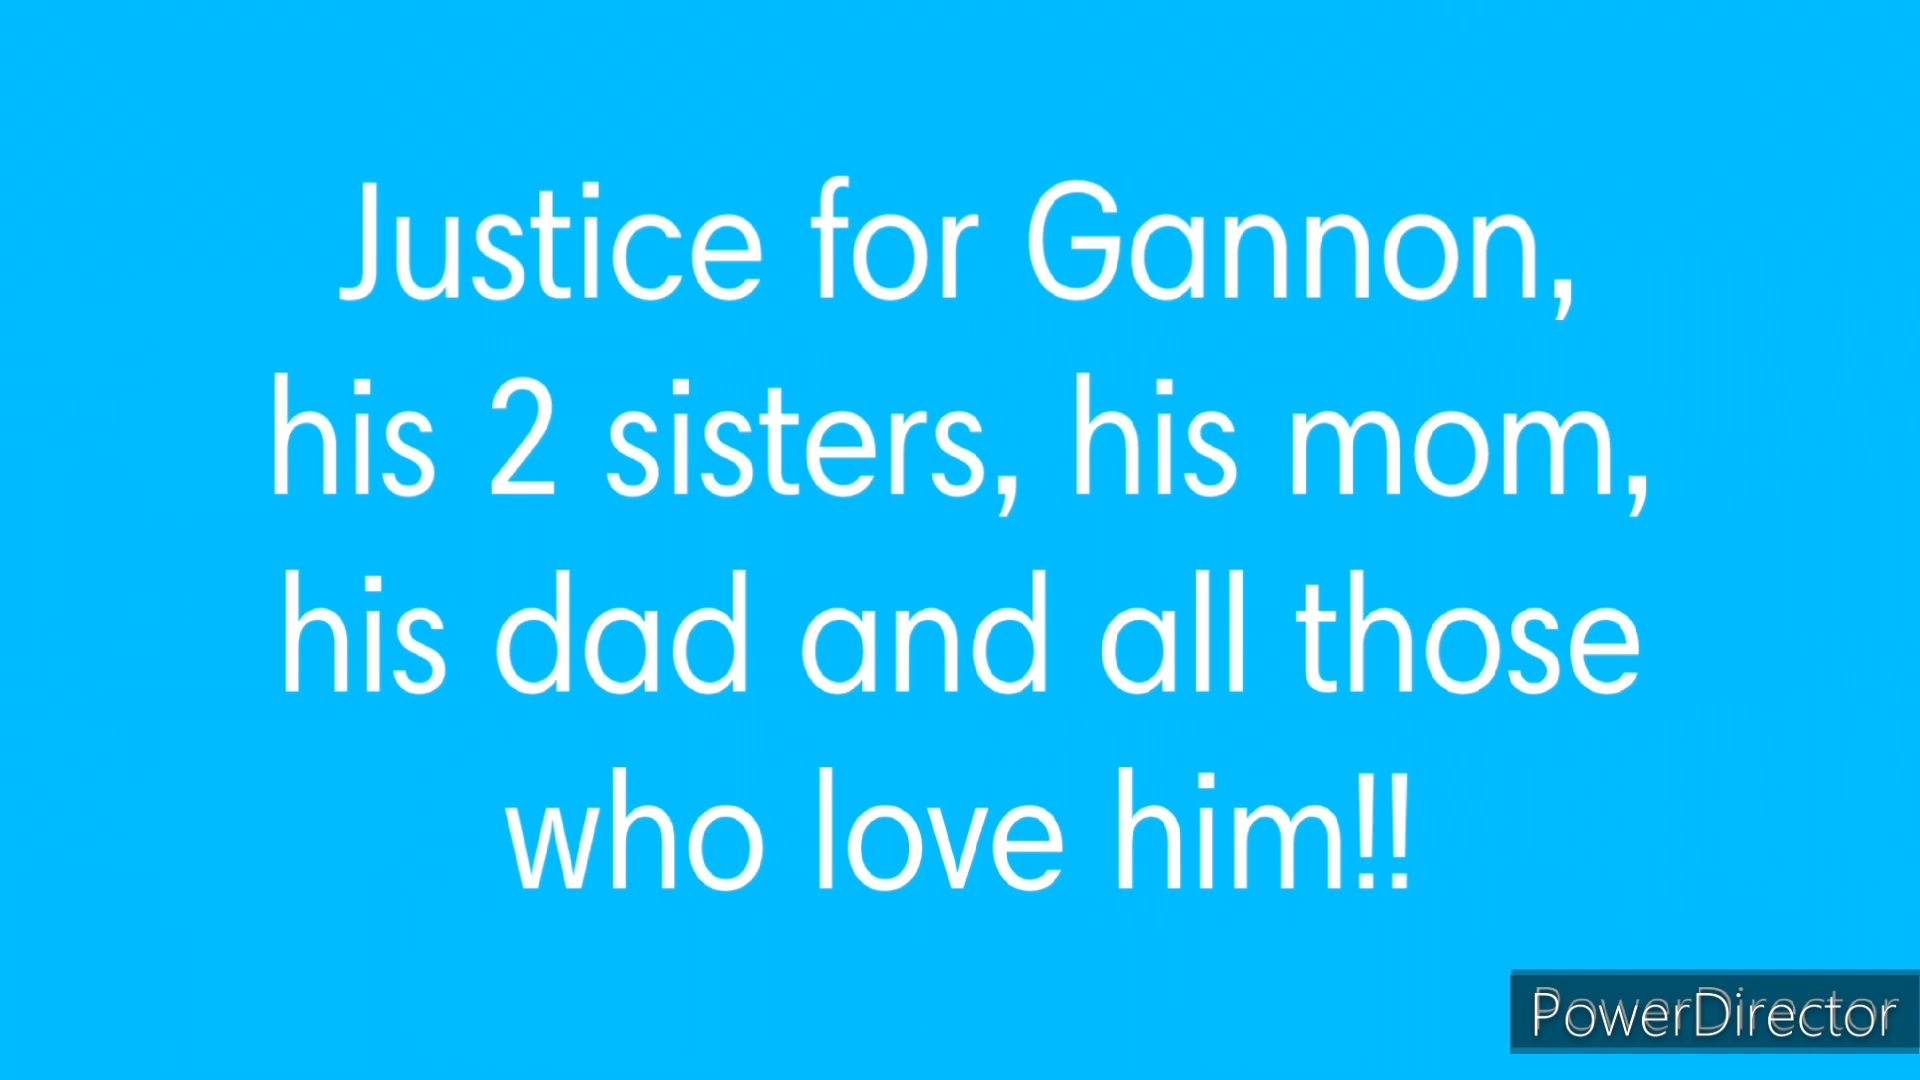 Justice for Gannon,
his 2 sisters, his mom,
his dad and all those
who love him!!
PowerDirector